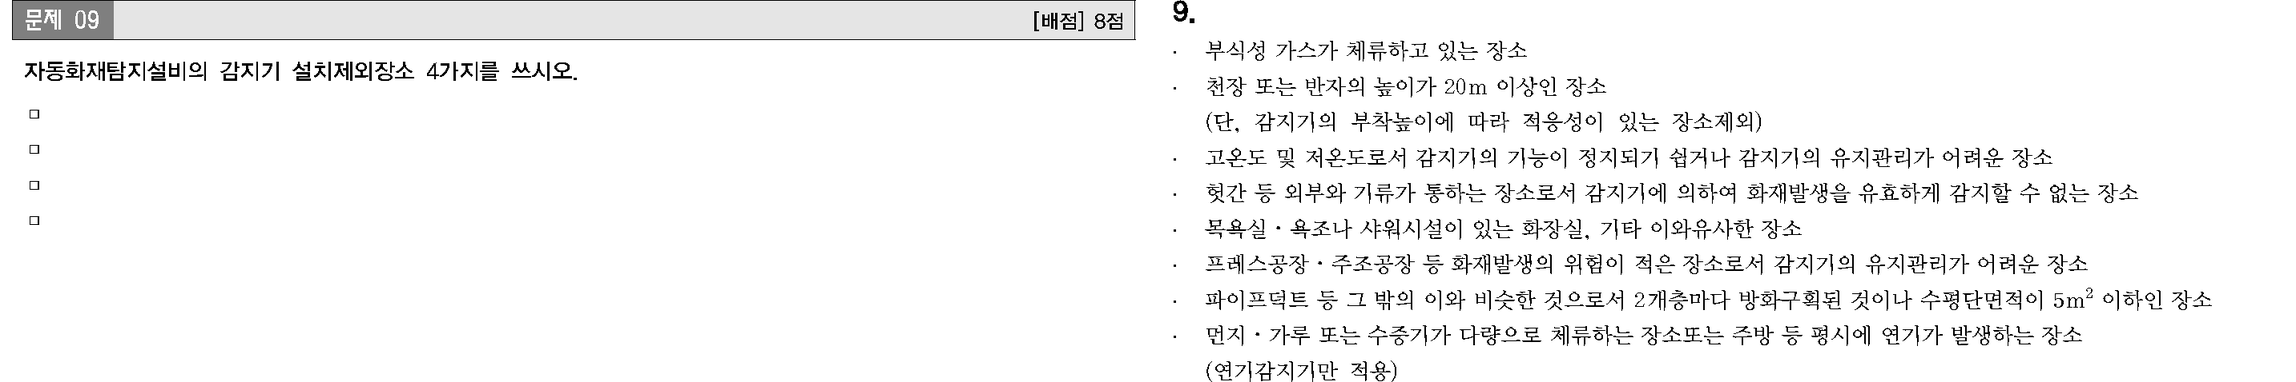 문제 09
[배점] 8점
자동화재탐지설비의 감지기 설치제외장소 4가지를 쓰시오.
□
□
□
□
9.
· 부식성 가스가 체류하고 있는 장소
· 천장 또는 반자의 높이가 20m 이상인 장소
(단, 감지기의 부착높이에 따라 적응성이 있는 장소제외)
· 고온도 및 저온도로서 감지기의 기능이 정지되기 쉽거나 감지기의 유지관리가 어려운 장소
· 헛간 등 외부와 기류가 통하는 장소로서 감지기에 의하여 화재발생을 유효하게 감지할 수 없는 장소
· 목욕실·욕조나 샤워시설이 있는 화장실, 기타 이와유사한 장소
· 프레스공장·주조공장 등 화재발생의 위험이 적은 장소로서 감지기의 유지관리가 어려운 장소
· 파이프덕트 등 그 밖의 이와 비슷한 것으로서 2개층마다 방화구획된 것이나 수평단면적이 5m² 이하인 장소
· 먼지·가루 또는 수증기가 다량으로 체류하는 장소또는 주방 등 평시에 연기가 발생하는 장소
(연기감지기만 적용)